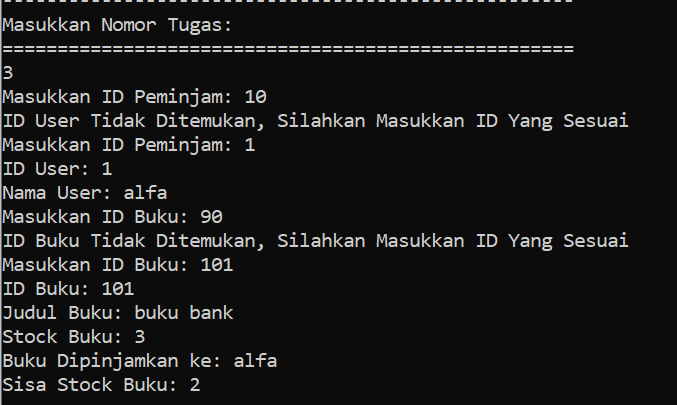 ----------------------------------------------------
Masukkan Nomor Tugas:
====================================================
3
Masukkan ID Peminjam: 10
ID User Tidak Ditemukan, Silahkan Masukkan ID Yang Sesuai
Masukkan ID Peminjam: 1
ID User: 1
Nama User: alfa
Masukkan ID Buku: 90
ID Buku Tidak Ditemukan, Silahkan Masukkan ID Yang Sesuai
Masukkan ID Buku: 101
ID Buku: 101
Judul Buku: buku bank
Stock Buku: 3
Buku Dipinjamkan ke: alfa
Sisa Stock Buku: 2